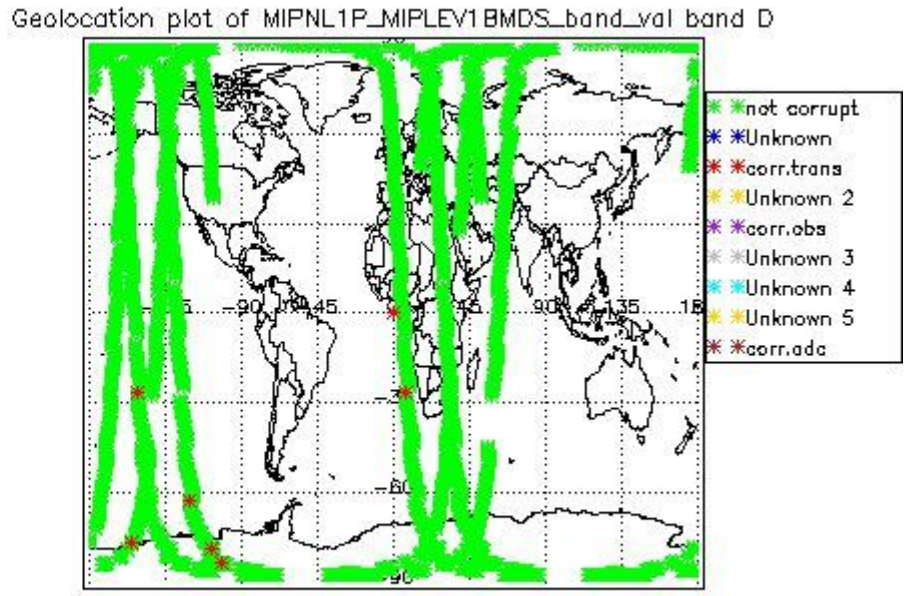 Geolocation plot of MIPNL1P_MIPLEV1BMDS_band_val band D
not corrupt
Unknown
corr.trans
Unknown 2
corr.obs
Unknown 3
Unknown 4
Unknown 5
corr.adc
-90
-45
45
90
135
-60
-90